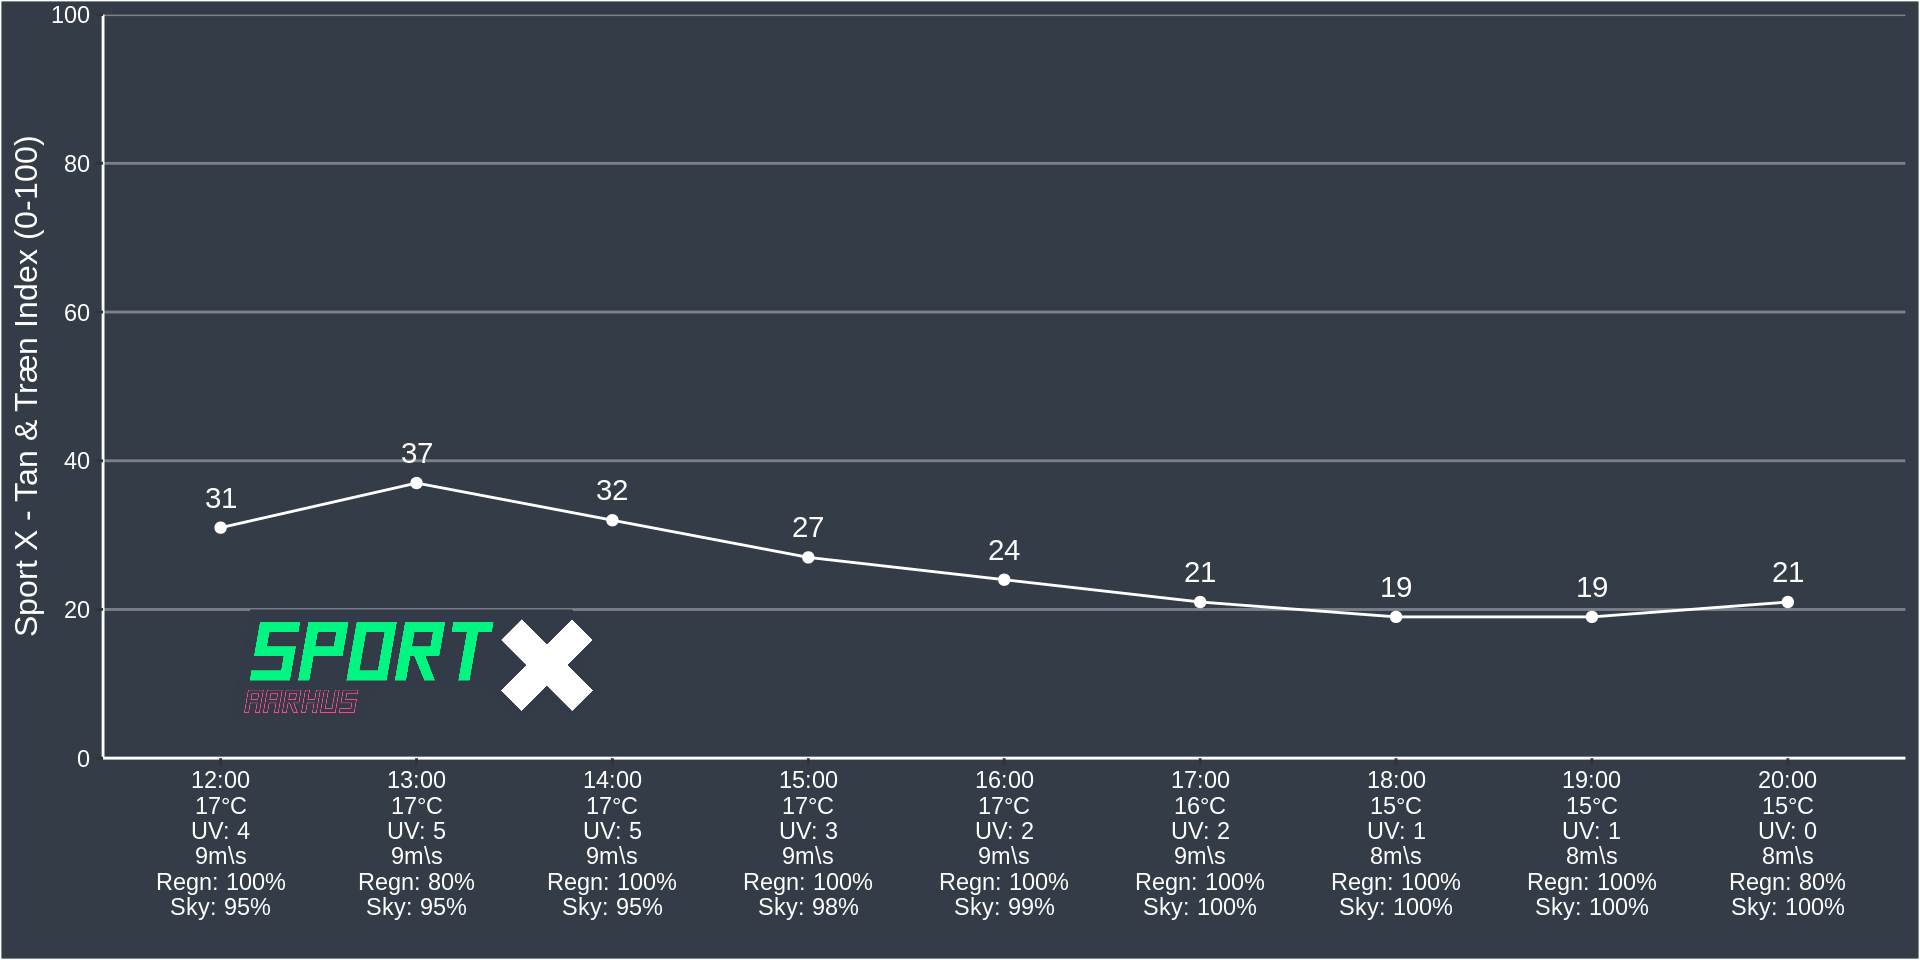 Sport X - Tan & Træn Index (0-100)
100
80
60
40
20
0
31
37
32
27
24
21
19
19
21
SPORT X
AARHUS
12:00 13:00 14:00 15:00 16:00 17:00 18:00 19:00 20:00
17°C 17°C 17°C 17°C 17°C 16°C 15°C 15°C 15°C
UV: 4 UV: 5 UV: 5 UV: 3 UV: 2 UV: 2 UV: 1 UV: 1 UV: 0
9m\s 9m\s 9m\s 9m\s 9m\s 9m\s 8m\s 8m\s 8m\s
Regn: 100% Regn: 80% Regn: 100% Regn: 100% Regn: 100% Regn: 100% Regn: 100% Regn: 100% Regn: 80%
Sky: 95% Sky: 95% Sky: 95% Sky: 98% Sky: 99% Sky: 100% Sky: 100% Sky: 100% Sky: 100%